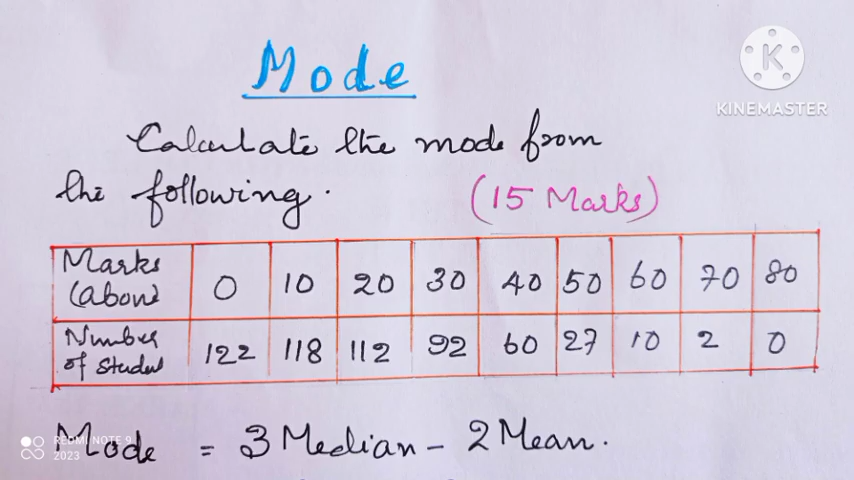 Mode
KINEMASTER
Calculate the mode from
the following.
(15 Marks)
Marks (above) 0 10 20 30 40 50 60 70 80
Number of Student 122 118 112 92 60 27 10 2 0
Mode = 3 Median - 2 Mean.
REDMI NOTE 9
2023